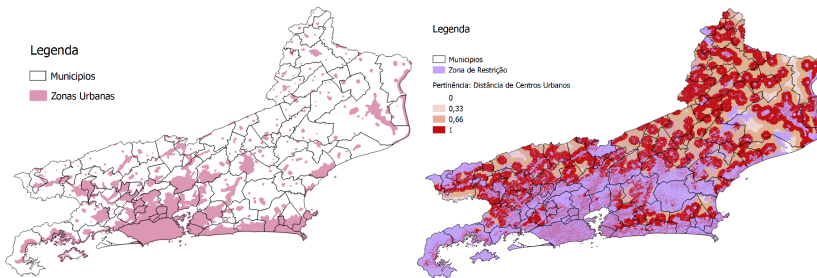 Legenda
Municipios
Zonas Urbanas
Legenda
Municipios
Zona de Restrição
Pertinência: Distância de Centros Urbanos
0
0,33
0,66
1